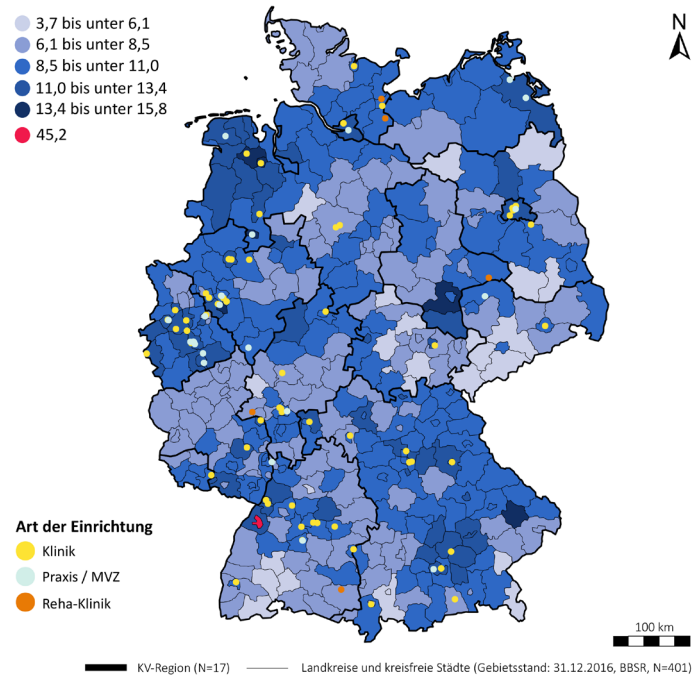 3,7 bis unter 6,1
6,1 bis unter 8,5
8,5 bis unter 11,0
11,0 bis unter 13,4
13,4 bis unter 15,8
45,2
N
Art der Einrichtung
Klinik
Praxis / MVZ
Reha-Klinik
100 km
KV-Region (N=17)
Landkreise und kreisfreie Städte (Gebietsstand: 31.12.2016, BBSR, N=401)